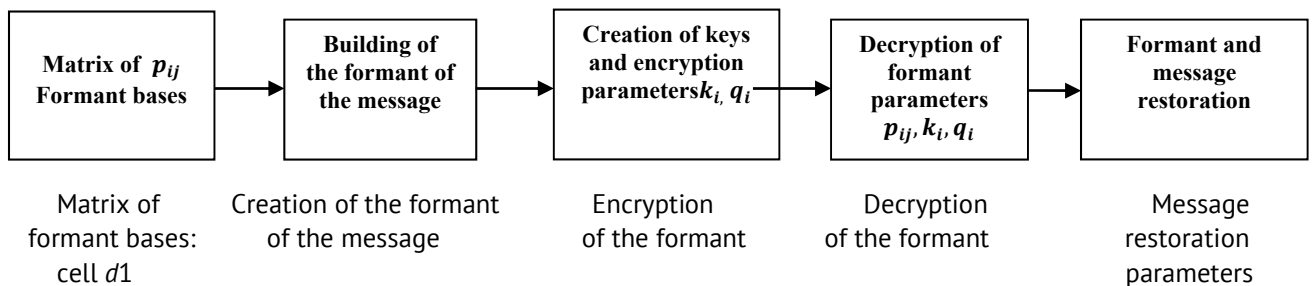 Matrix of p_ij
Formant bases
Building of
the formant of
the message
Creation of keys
and encryption
parameters k_i, q_i
Decryption of
formant
parameters
p_ij, k_i, q_i
Formant and
message
restoration
Matrix of
formant bases:
cell d1
Creation of the formant
of the message
Encryption
of the formant
Decryption
of the formant
Message
restoration
parameters